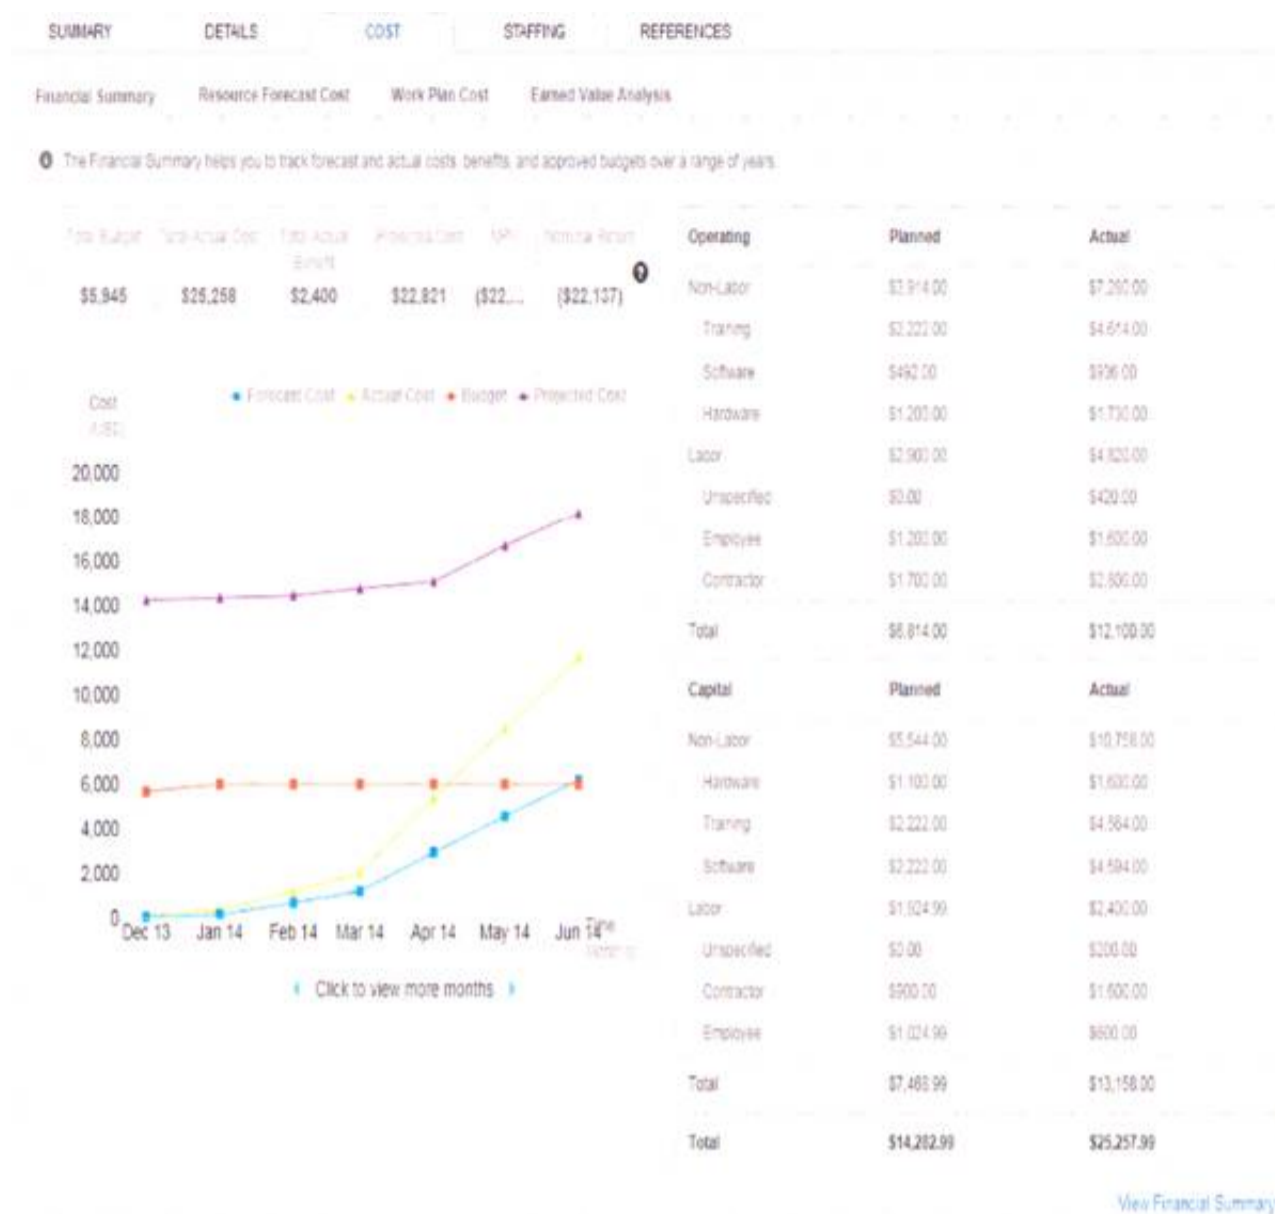 SUMMARY DETAILS COST STAFFING REFERENCES
Financial Summary Resource Forecast Cost Work Plan Cost Earned Value Analysis
The Financial Summary helps you to track forecast and actual costs, benefits, and approved budgets over a range of years.
Total Budget Total Actual Cost Total Actual Benefit Projected Cost NPV Nominal Return
$5,945 $25,258 $2,400 $22,821 ($22,... ($22,137)
?
Cost
Forecast Cost Actual Cost Budget Projected Cost
20,000
18,000
16,000
14,000
12,000
10,000
8,000
6,000
4,000
2,000
0
Dec 13 Jan 14 Feb 14 Mar 14 Apr 14 May 14 Jun 14 Time
Click to view more months
Operating Planned Actual
Non-Labor
Training $2,222.00 $4,614.00
Software $492.00 $936.00
Hardware $1,200.00 $1,730.00
Labor $2,900.00 $4,820.00
Unspecified $0.00 $420.00
Employee $1,200.00 $1,600.00
Contractor $1,700.00 $2,800.00
Total $6,814.00 $12,100.00
Capital Planned Actual
Non-Labor $5,544.00 $10,758.00
Hardware $1,100.00 $1,600.00
Training $2,222.00 $4,564.00
Software $2,222.00 $4,594.00
Labor $1,924.99 $2,400.00
Unspecified $0.00 $200.00
Contractor $900.00 $1,600.00
Employee $1,024.99 $600.00
Total $7,468.99 $13,158.00
Total $14,282.99 $25,257.99
View Financial Summary